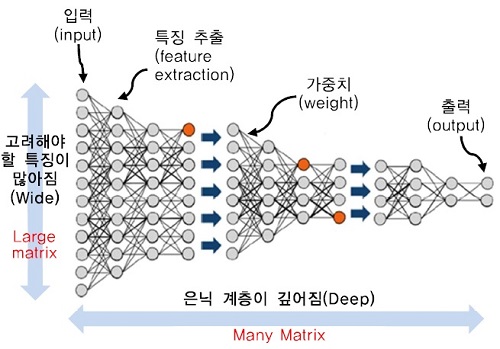 입력
(input)
특징 추출
(feature
extraction)
가중치
(weight)
출력
(output)
고려해야
할 특징이
많아짐
(Wide)
Large
matrix
은닉 계층이 깊어짐(Deep)
Many Matrix